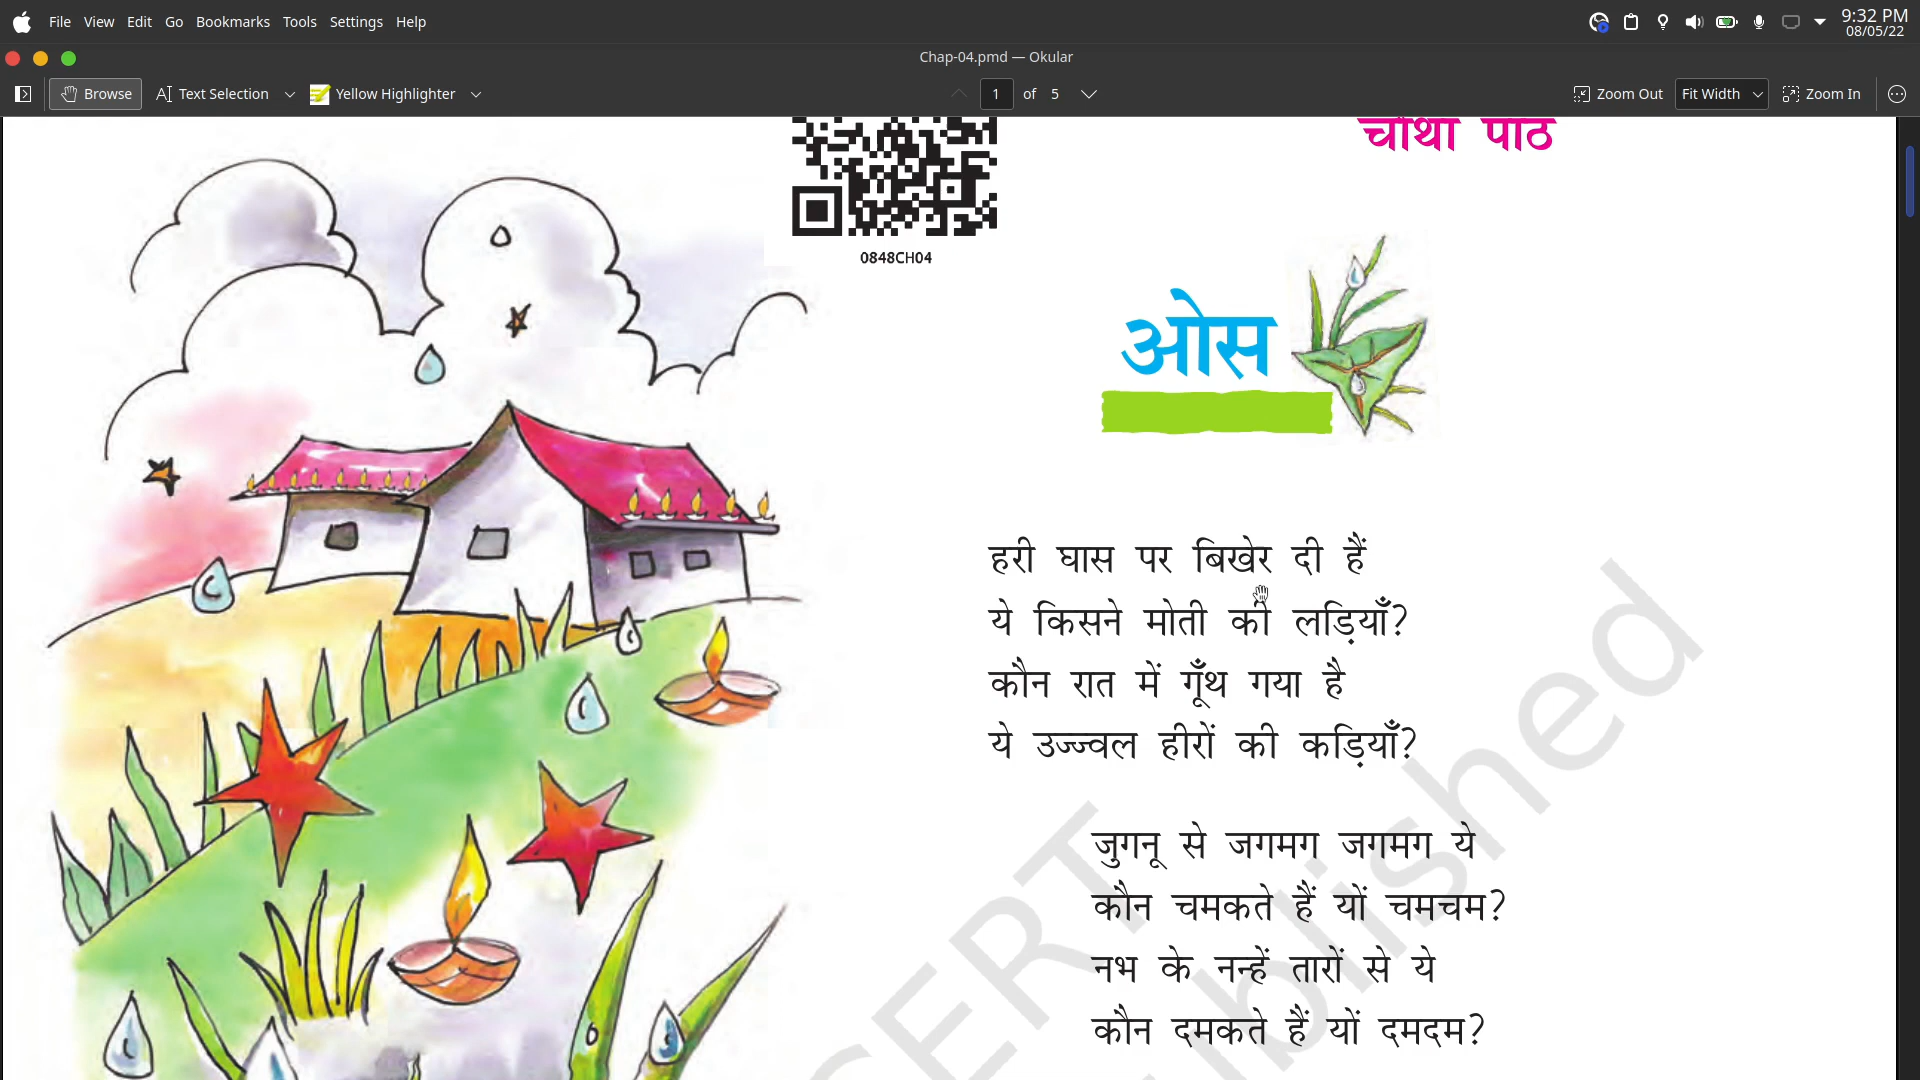 File View Edit Go Bookmarks Tools Settings Help
9:32 PM
08/05/22
Chap-04.pmd — Okular
Browse Text Selection Yellow Highlighter 1 of 5 Zoom Out Fit Width Zoom In
चौथा पाठ
0848CH04
ओस
हरी घास पर बिखेर दी हैं
ये किसने मोती की लड़ियाँ?
कौन रात में गूँथ गया है
ये उज्ज्वल हीरों की कड़ियाँ?
जुगनू से जगमग जगमग ये
कौन चमकते हैं यों चमचम?
नभ के नन्हें तारों से ये
कौन दमकते हैं यों दमदम?